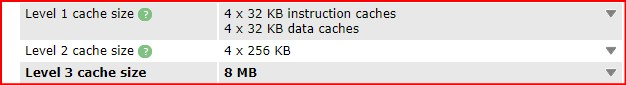 Level 1 cache size ? 4 x 32 KB instruction caches
4 x 32 KB data caches
Level 2 cache size ? 4 x 256 KB
Level 3 cache size 8 MB